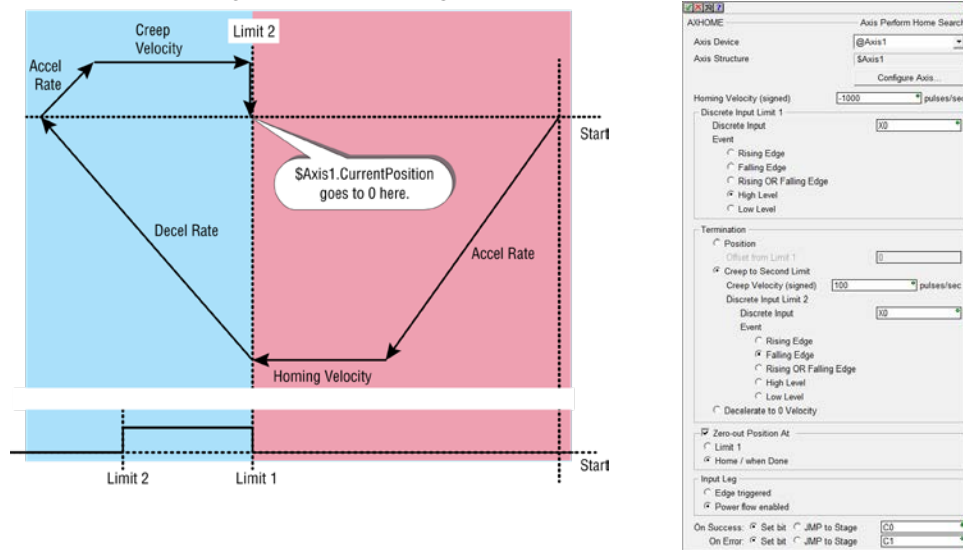 Creep
Velocity
Limit 2
Accel
Rate
Start
$Axis1.CurrentPosition
goes to 0 here.
Decel Rate
Accel Rate
Homing Velocity
Start
Limit 2
Limit 1
AXHOME
Axis Perform Home Search
Axis Device
@Axis1
Axis Structure
$Axis1
Configure Axis...
Homing Velocity (signed)
-1000
pulses/sec
Discrete Input Limit 1
Discrete Input
X0
Event
Rising Edge
Falling Edge
Rising OR Falling Edge
High Level
Low Level
Termination
Position
Offset from Limit 1
0
Creep to Second Limit
Creep Velocity (signed)
100
pulses/sec
Discrete Input Limit 2
Discrete Input
X0
Event
Rising Edge
Falling Edge
Rising OR Falling Edge
High Level
Low Level
Decelerate to 0 Velocity
Zero-out Position At
Limit 1
Home / when Done
Input Leg
Edge triggered
Power flow enabled
On Success: Set bit JMP to Stage C0
On Error: Set bit JMP to Stage C1